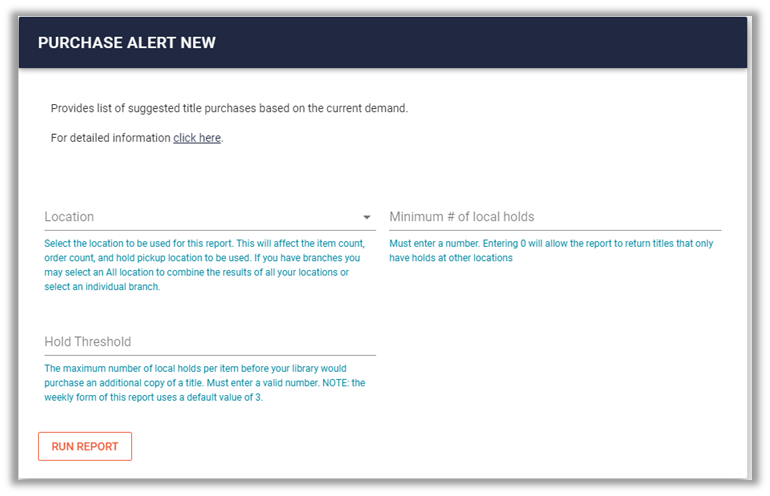 PURCHASE ALERT NEW
Provides list of suggested title purchases based on the current demand.
For detailed information click here.
Location
Minimum # of local holds
Select the location to be used for this report. This will affect the item count,
order count, and hold pickup location to be used. If you have branches you
may select an All location to combine the results of all your locations or
select an individual branch.
Must enter a number. Entering 0 will allow the report to return titles that only
have holds at other locations
Hold Threshold
The maximum number of local holds per item before your library would
purchase an additional copy of a title. Must enter a valid number. NOTE: the
weekly form of this report uses a default value of 3.
RUN REPORT